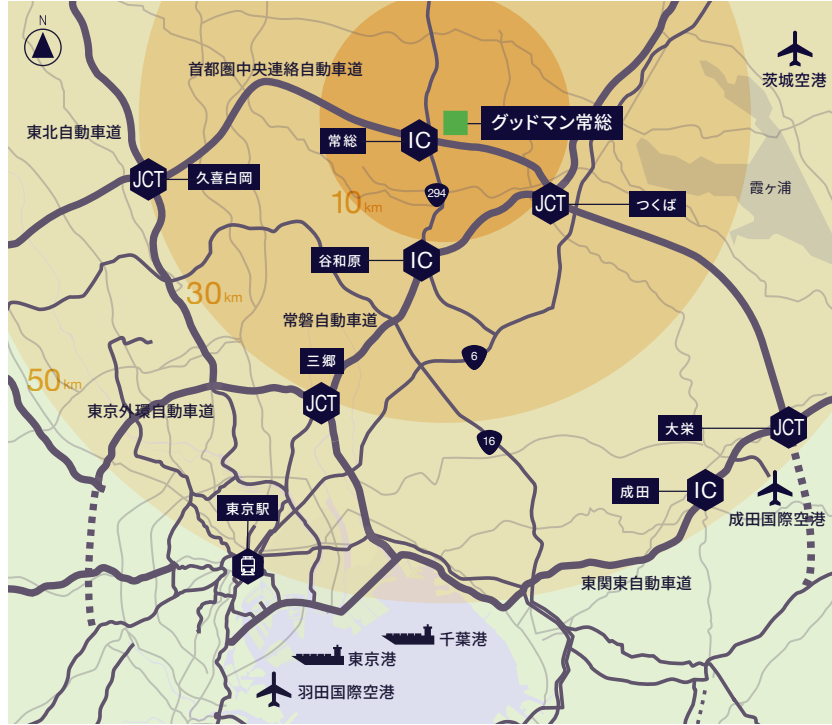 N
首都圏中央連絡自動車道
茨城空港
東北自動車道
グッドマン常総
常総
IC
JCT
久喜白岡
294
10km
JCT
つくば
霞ヶ浦
谷和原
IC
30km
常磐自動車道
三郷
6
50km
東京外環自動車道
JCT
16
大栄
JCT
成田
IC
東京駅
成田国際空港
東関東自動車道
千葉港
東京港
羽田国際空港